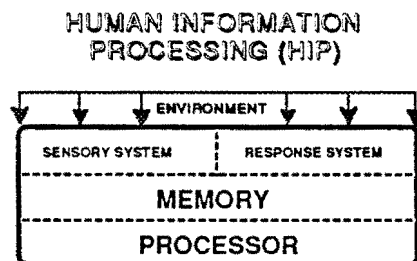 HUMAN INFORMATION
PROCESSING (HIP)
ENVIRONMENT
SENSORY SYSTEM RESPONSE SYSTEM
MEMORY
PROCESSOR